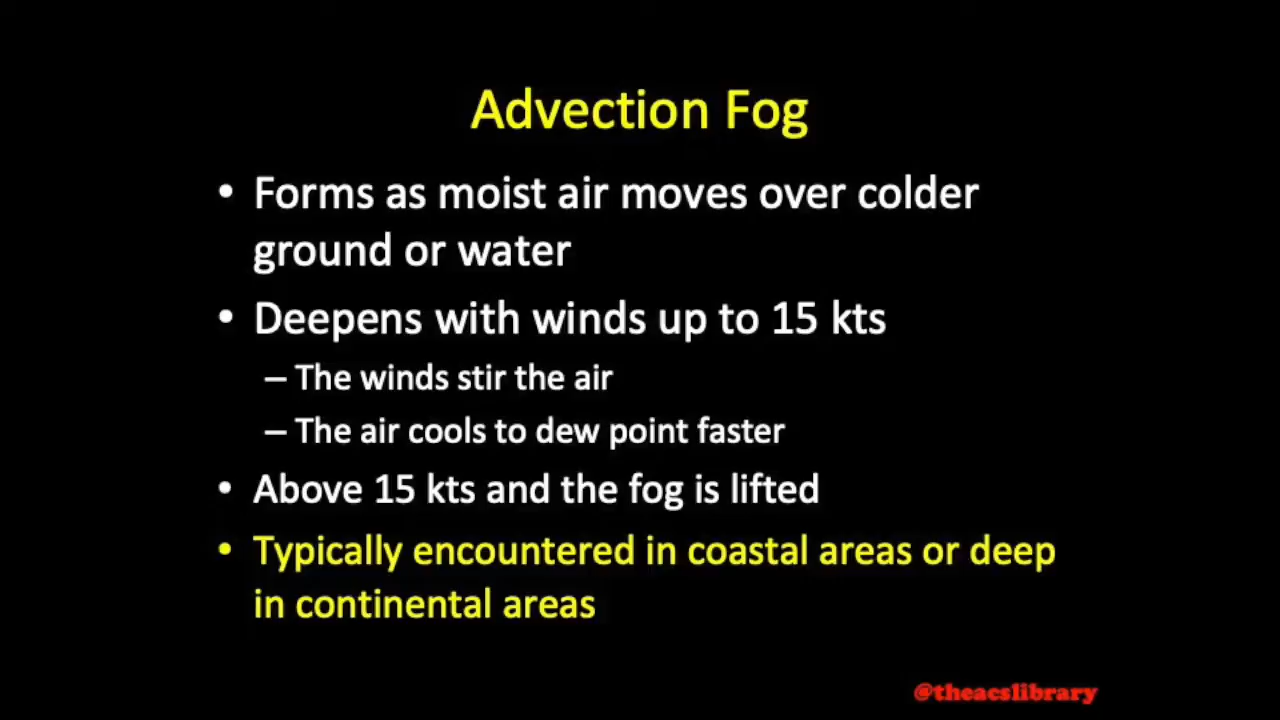 Advection Fog
• Forms as moist air moves over colder
ground or water
• Deepens with winds up to 15 kts
– The winds stir the air
– The air cools to dew point faster
• Above 15 kts and the fog is lifted
• Typically encountered in coastal areas or deep
in continental areas
@theacslibrary